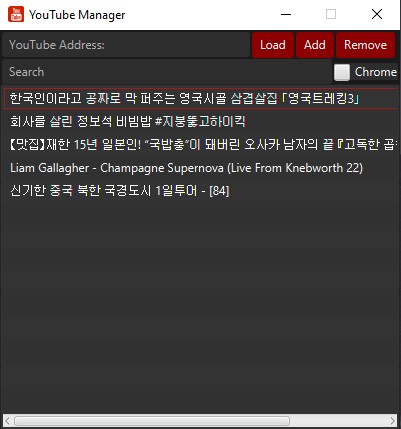 YouTube Manager
YouTube Address:
Load
Add
Remove
Search
Chrome
한국인이라고 공짜로 막 퍼주는 영국시골 삼겹살집 「영국트레킹3」
회사를 살린 정보석 비빔밥 #지붕뚫고하이킥
【맛집】재한 15년 일본인! “국밥충”이 돼버린 오사카 남자의 끝 『고독한
Liam Gallagher - Champagne Supernova (Live From Knebworth 22)
신기한 중국 북한 국경도시 1일투어 - [84]